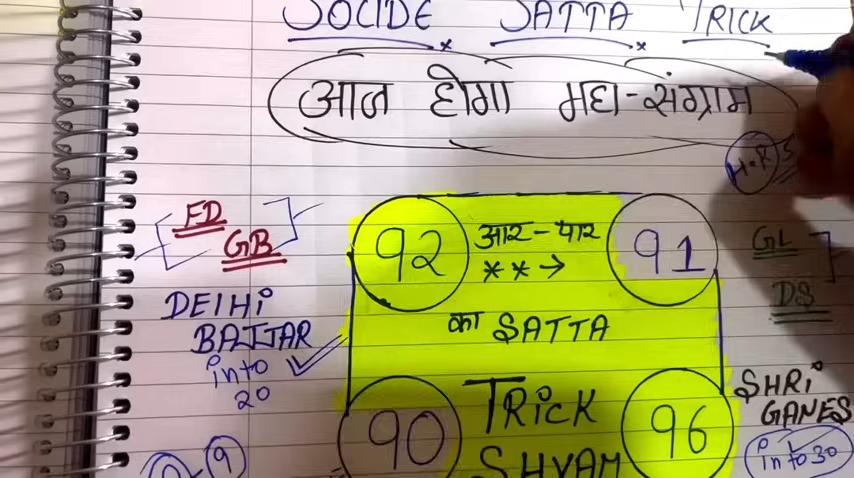 SOLIDE SATTA TRICK
आज होगा महा-संग्राम
H.R S
FD
GB
92 आर-पार 91
** →
GL
DS
DELHI
BAJJAR
into
20
का SATTA
SHRI
GANES
into 30
90 TRICK 96
SHYAM
9